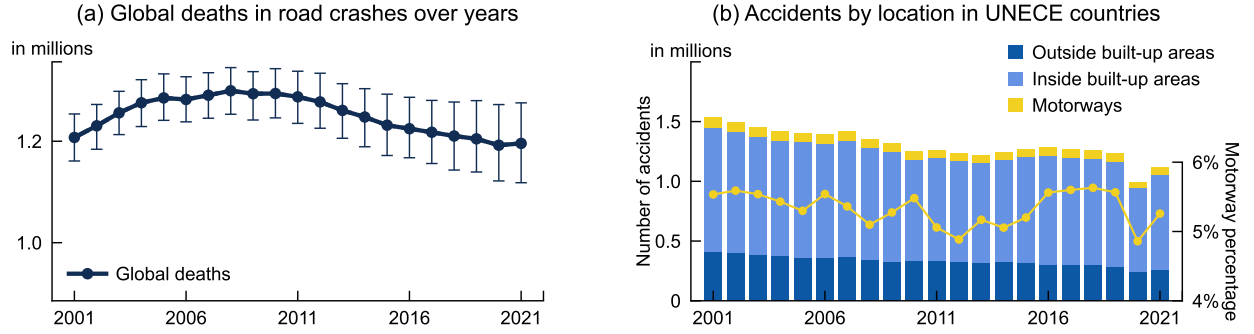 (a) Global deaths in road crashes over years
in millions
1.2
1.0
Global deaths
2001 2006 2011 2016 2021
(b) Accidents by location in UNECE countries
in millions
Outside built-up areas
Inside built-up areas
Motorways
Number of accidents
1.5
1.0
0.5
0
6%
5%
4%
Motorway percentage
2001 2006 2011 2016 2021